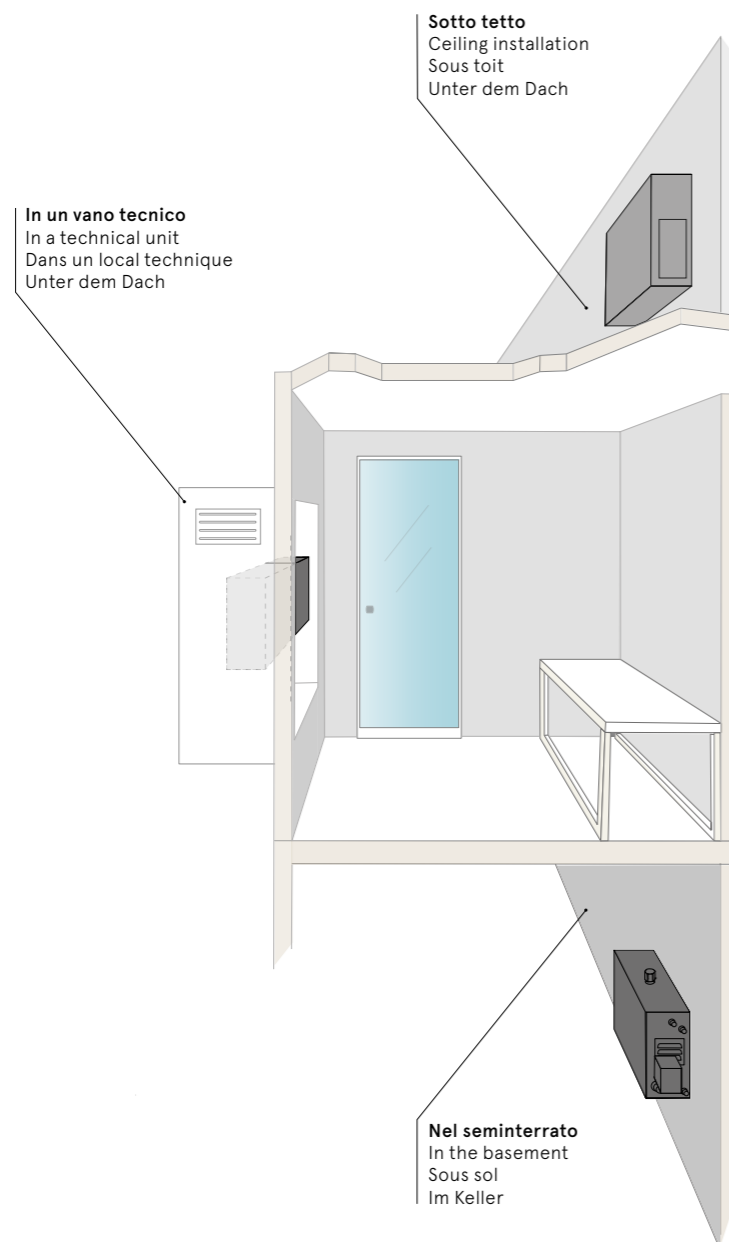 Sotto tetto
Ceiling installation
Sous toit
Unter dem Dach
In un vano tecnico
In a technical unit
Dans un local technique
Unter dem Dach
Nel seminterrato
In the basement
Sous sol
Im Keller